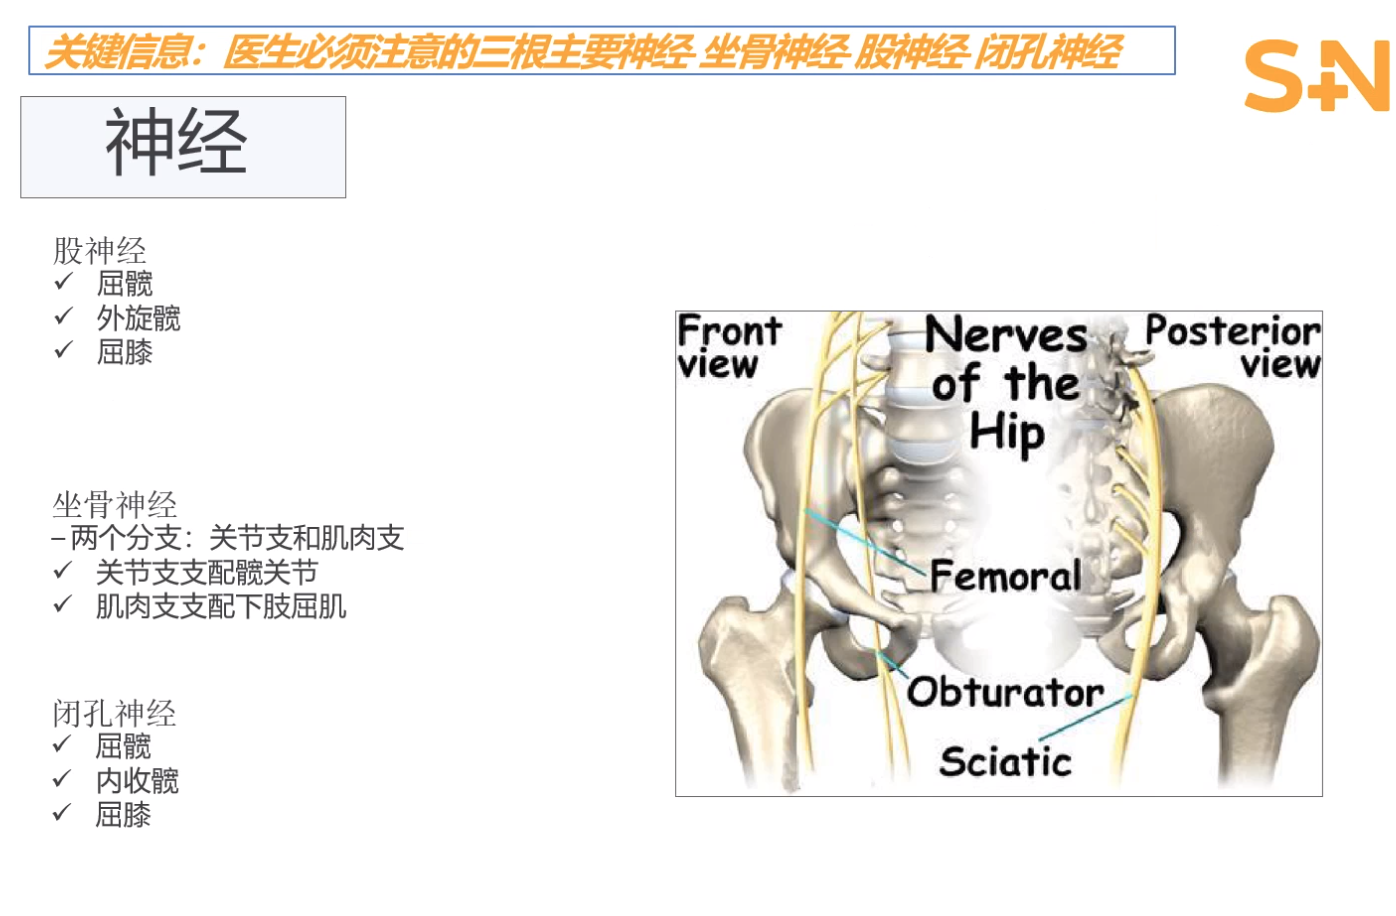 关键信息：医生必须注意的三根主要神经-坐骨神经-股神经-闭孔神经
S+N
神经
股神经
✓ 屈髋
✓ 外旋髋
✓ 屈膝
坐骨神经
– 两个分支：关节支和肌肉支
✓ 关节支支配髋关节
✓ 肌肉支支配下肢屈肌
闭孔神经
✓ 屈髋
✓ 内收髋
✓ 屈膝
Front view
Nerves of the Hip
Posterior view
Femoral
Obturator
Sciatic